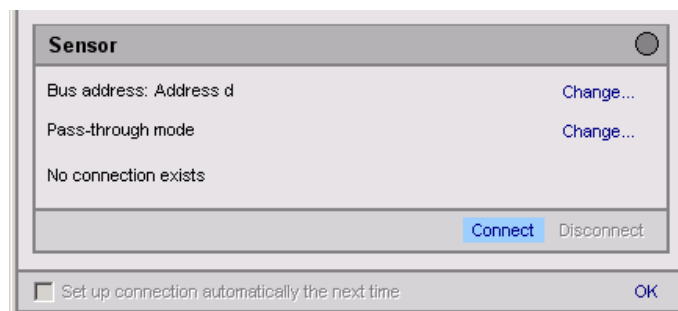 Sensor
Bus address: Address d Change...
Pass-through mode Change...
No connection exists
Connect Disconnect
Set up connection automatically the next time OK